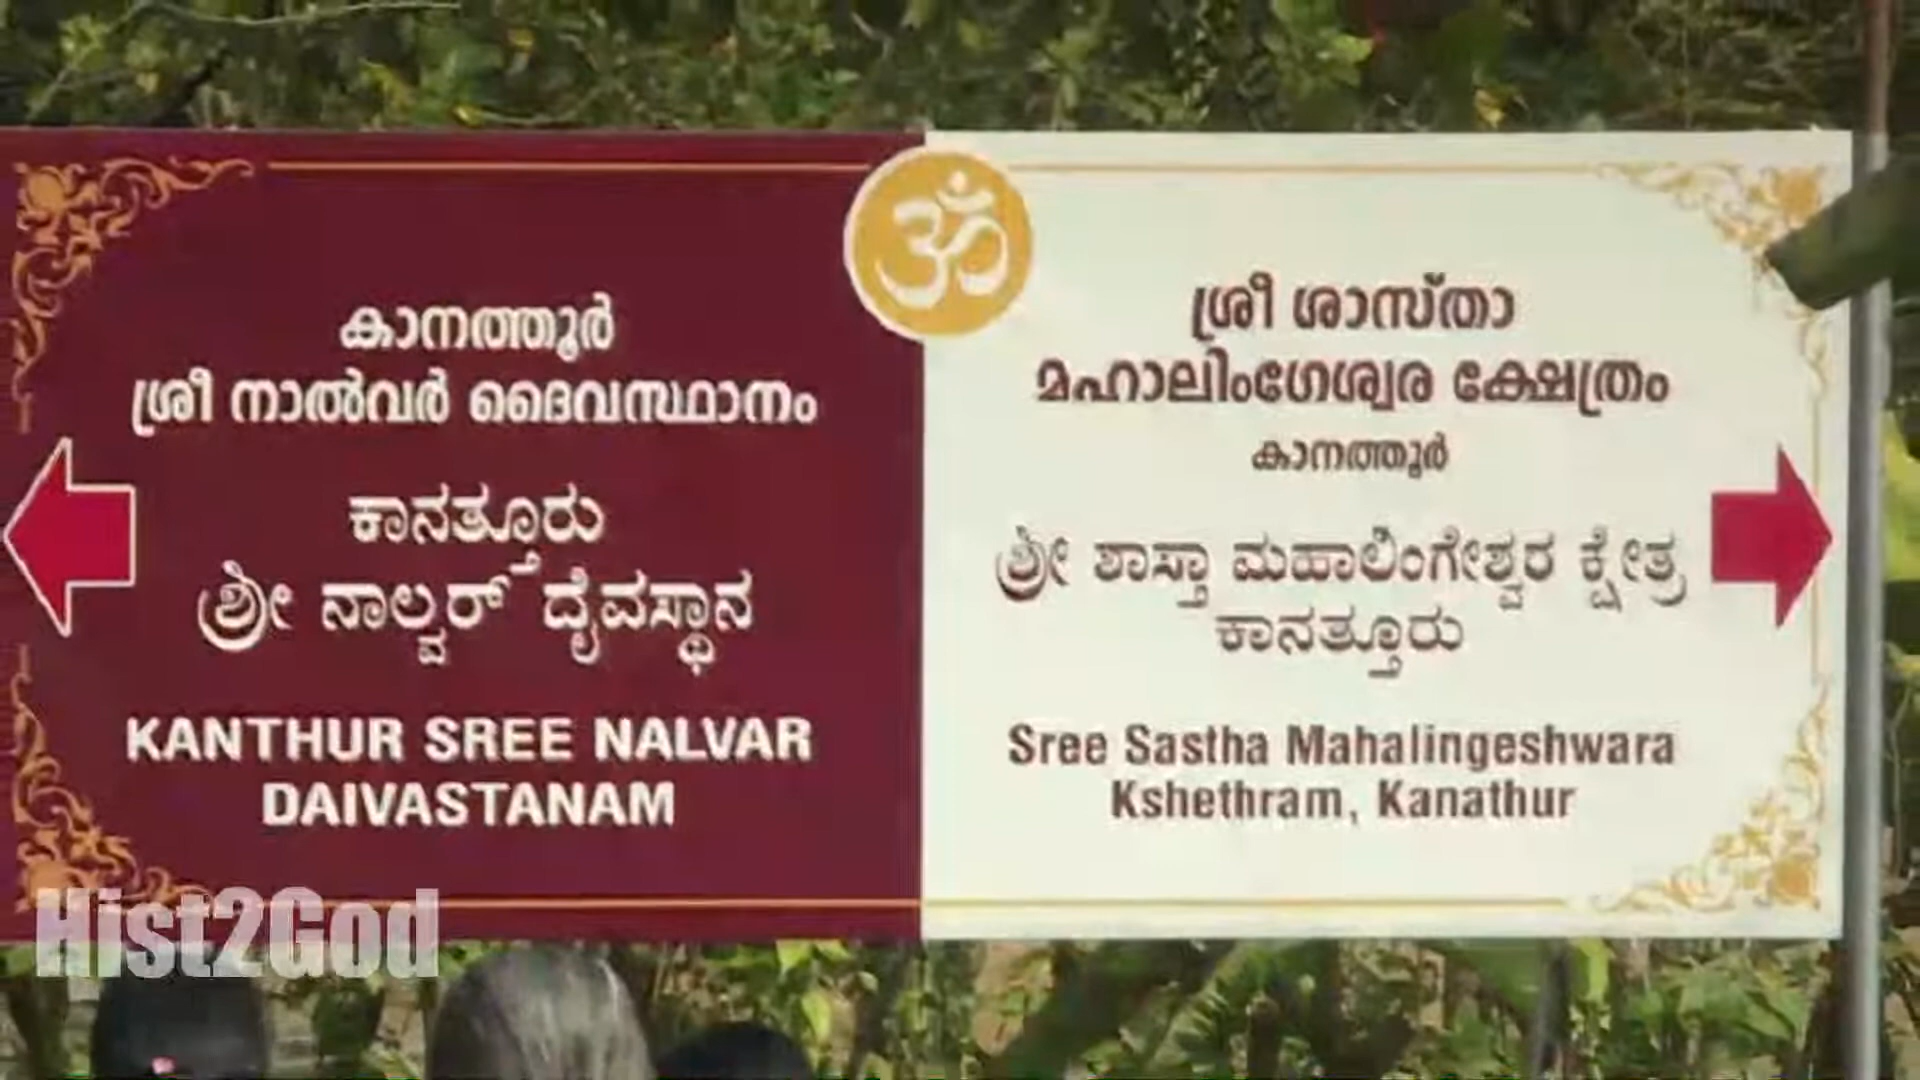 കാനത്തൂർ
ശ്രീ നാൽവർ ദൈവസ്ഥാനം
ಕಾನತ್ತೂರು
ಶ್ರೀ ನಾಲ್ವರ್ ದೈವಸ್ಥಾನ
KANTHUR SREE NALVAR
DAIVASTANAM
ॐ
ശ്രീ ശാസ്താ
മഹാലിംഗേശ്വര ക്ഷേത്രം
കാനത്തൂർ
ಶ್ರೀ ಶಾಸ್ತಾ ಮಹಾಲಿಂಗೇಶ್ವರ ಕ್ಷೇತ್ರ
ಕಾನತ್ತೂರು
Sree Sastha Mahalingeshwara
Kshethram, Kanathur
Hist2God